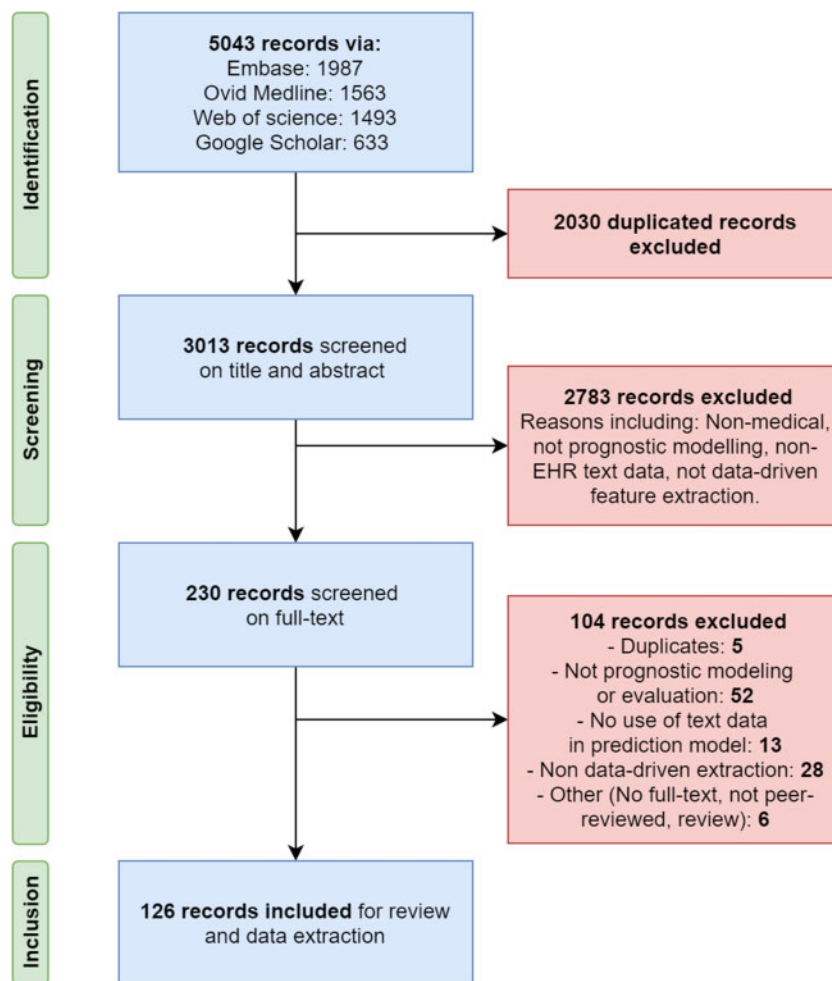 Identification
5043 records via:
Embase: 1987
Ovid Medline: 1563
Web of science: 1493
Google Scholar: 633
2030 duplicated records
excluded
Screening
3013 records screened
on title and abstract
2783 records excluded
Reasons including: Non-medical,
not prognostic modelling, non-
EHR text data, not data-driven
feature extraction.
Eligibility
230 records screened
on full-text
104 records excluded
- Duplicates: 5
- Not prognostic modeling
or evaluation: 52
- No use of text data
in prediction model: 13
- Non data-driven extraction: 28
- Other (No full-text, not peer-
reviewed, review): 6
Inclusion
126 records included for review
and data extraction